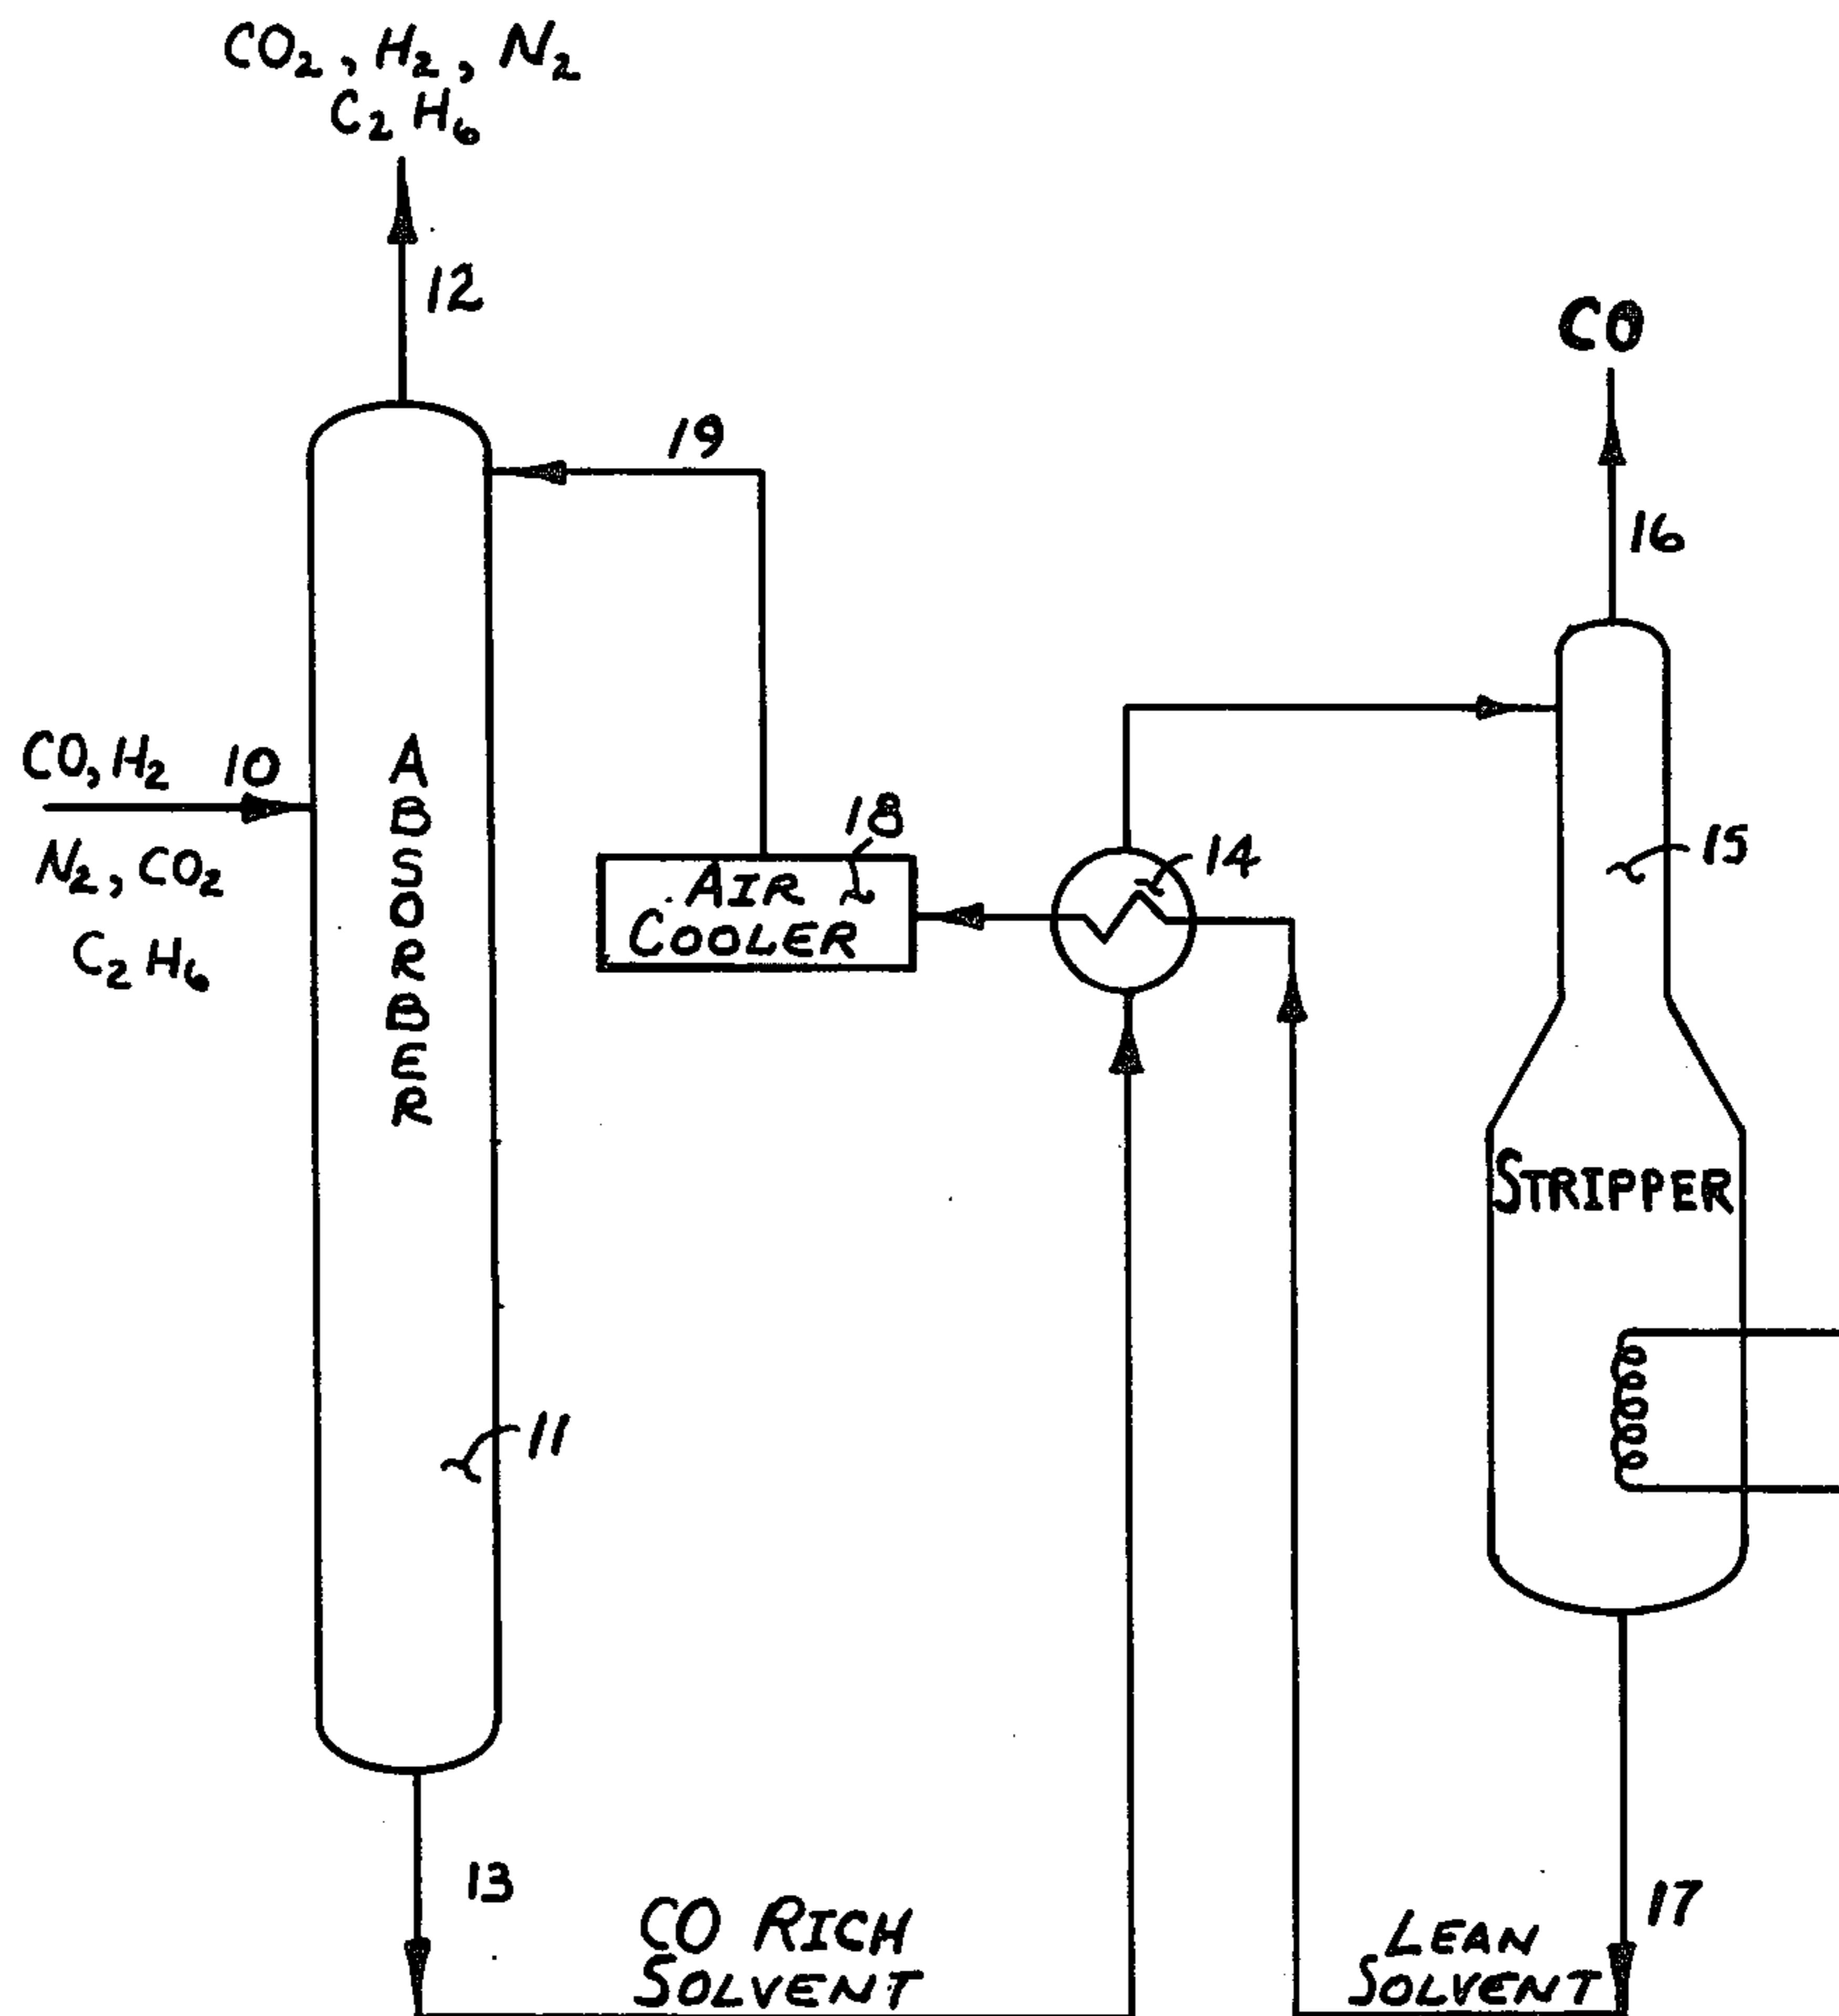 CO₂, H₂, N₂
C₂H₆
12
CO
19
16
CO, H₂ 10
N₂, CO₂
C₂H₆
ABSORBER
18
AIR
COOLER
14
15
STRIPPER
11
13
CO RICH
SOLVENT
LEAN
SOLVENT
17